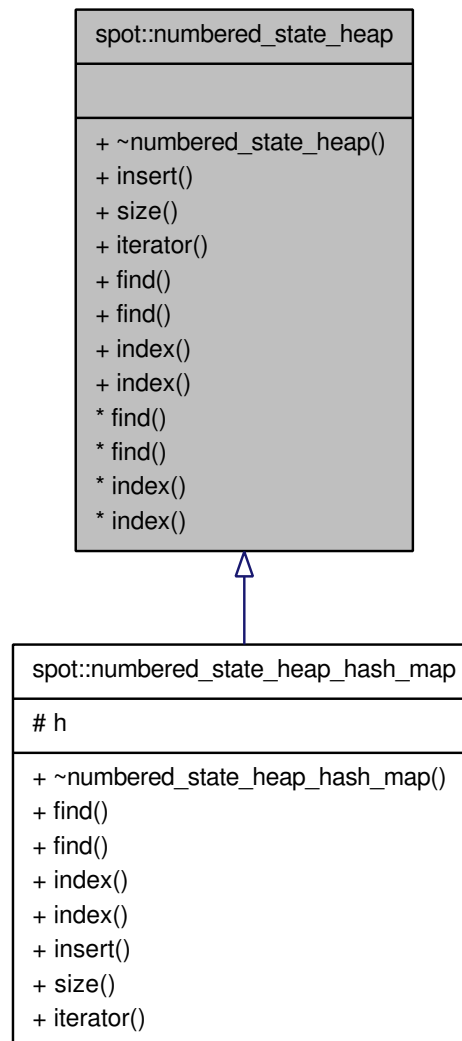 spot::numbered_state_heap
+ ~numbered_state_heap()
+ insert()
+ size()
+ iterator()
+ find()
+ find()
+ index()
+ index()
* find()
* find()
* index()
* index()
spot::numbered_state_heap_hash_map
# h
+ ~numbered_state_heap_hash_map()
+ find()
+ find()
+ index()
+ index()
+ insert()
+ size()
+ iterator()